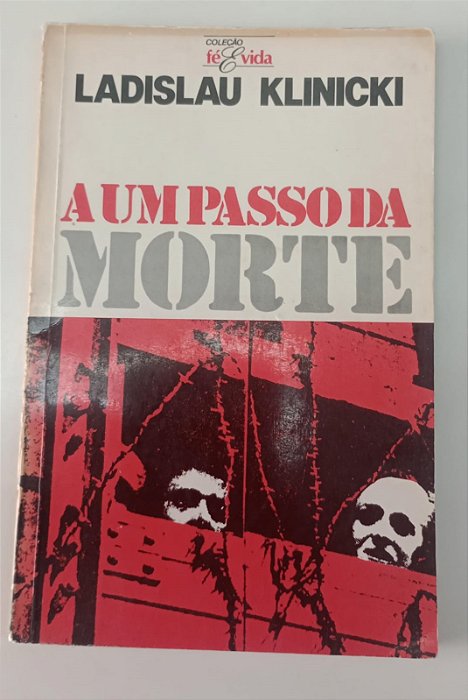 COLEÇÃO
fé E vida
LADISLAU KLINICKI
A UM PASSO DA
MORTE